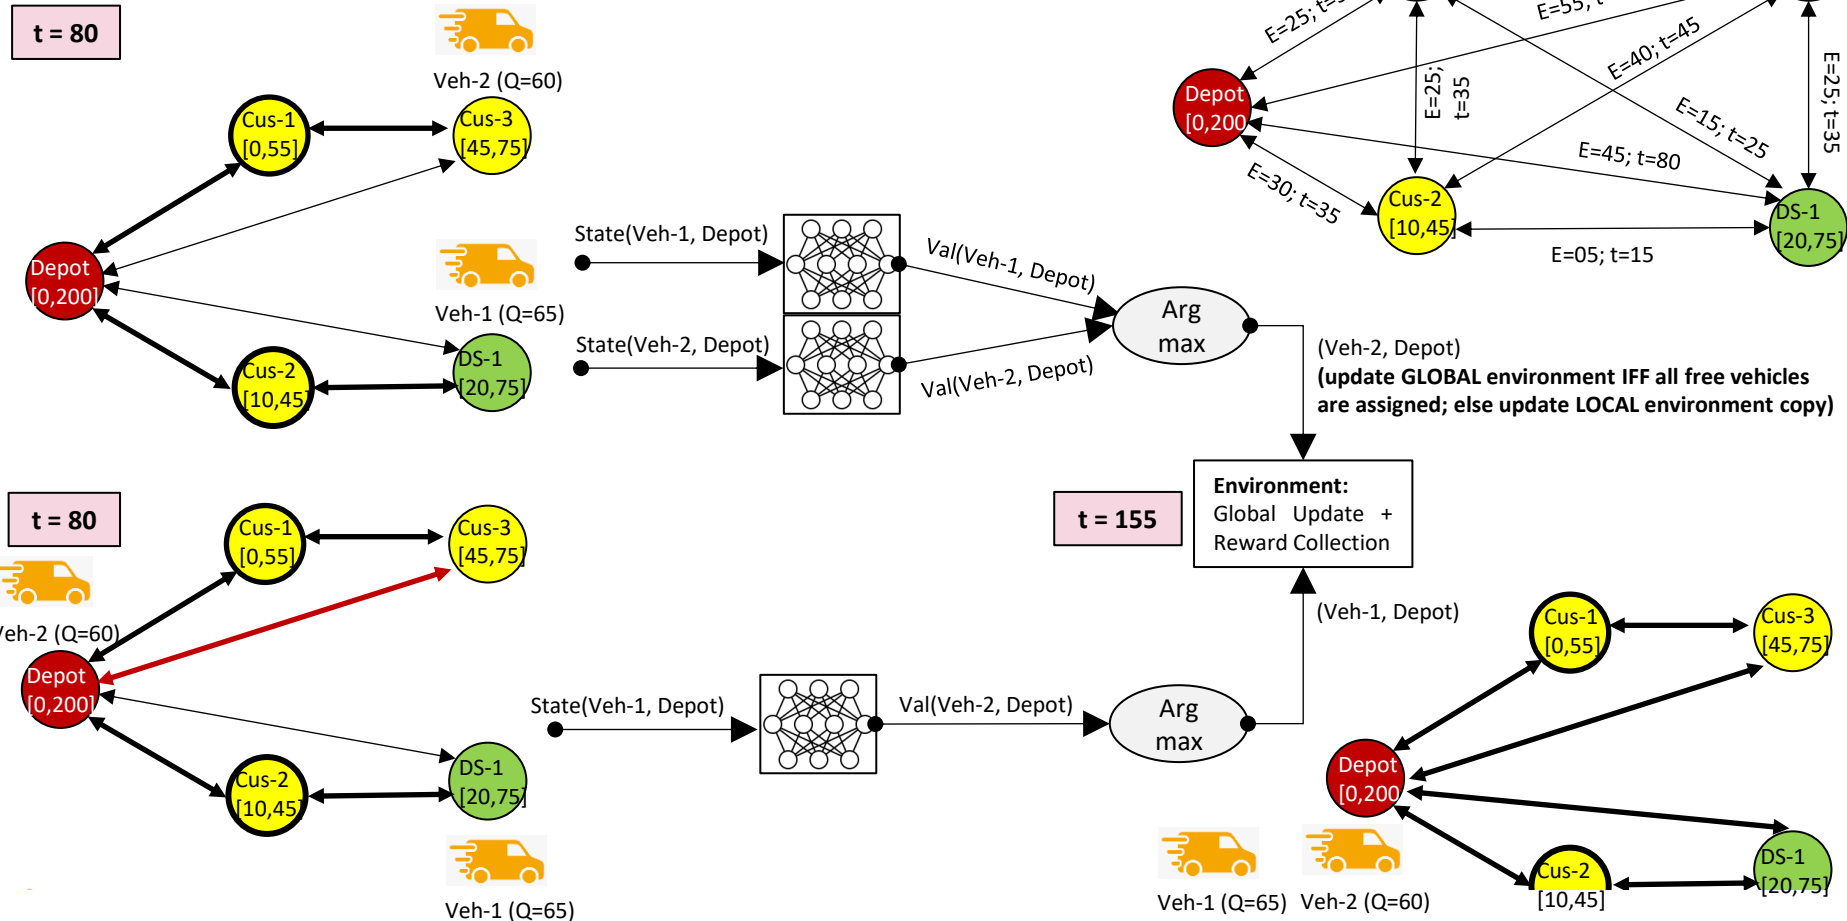 t = 80
Veh-2 (Q=60)
Cus-1
[0,55]
Cus-3
[45,75]
Depot
[0,200]
Veh-1 (Q=65)
Cus-2
[10,45]
DS-1
[20,75]
State(Veh-1, Depot)
State(Veh-2, Depot)
Val(Veh-1, Depot)
Val(Veh-2, Depot)
Arg
max
E=25;
E=55;
Depot
[0,200
E=25;
t=35
E=40; t=45
E=25; t=35
E=15; t=25
E=45; t=80
E=30; t=35
Cus-2
[10,45]
DS-1
[20,75]
E=05; t=15
(Veh-2, Depot)
(update GLOBAL environment IFF all free vehicles
are assigned; else update LOCAL environment copy)
t = 155
Environment:
Global Update +
Reward Collection
t = 80
Veh-2 (Q=60)
Cus-1
[0,55]
Cus-3
[45,75]
Depot
[0,200]
Cus-2
[10,45]
DS-1
[20,75]
Veh-1 (Q=65)
State(Veh-1, Depot)
Val(Veh-2, Depot)
Arg
max
(Veh-1, Depot)
Cus-1
[0,55]
Cus-3
[45,75]
Depot
[0,200
Cus-2
[10,45]
DS-1
[20,75]
Veh-1 (Q=65)
Veh-2 (Q=60)